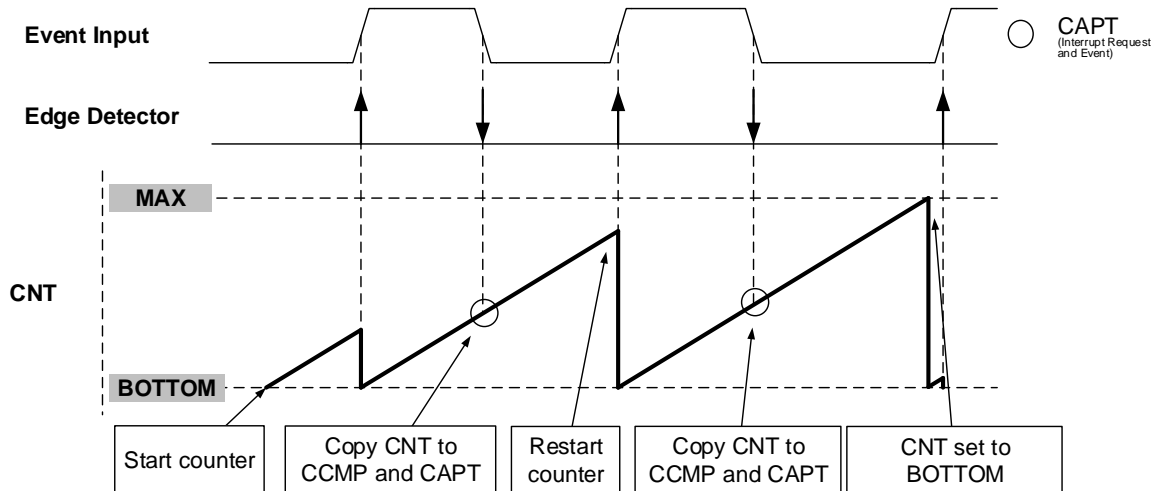 Event Input
CAPT
(Interrupt Request
and Event)
Edge Detector
MAX
CNT
BOTTOM
Start counter
Copy CNT to
CCMP and CAPT
Restart
counter
Copy CNT to
CCMP and CAPT
CNT set to
BOTTOM